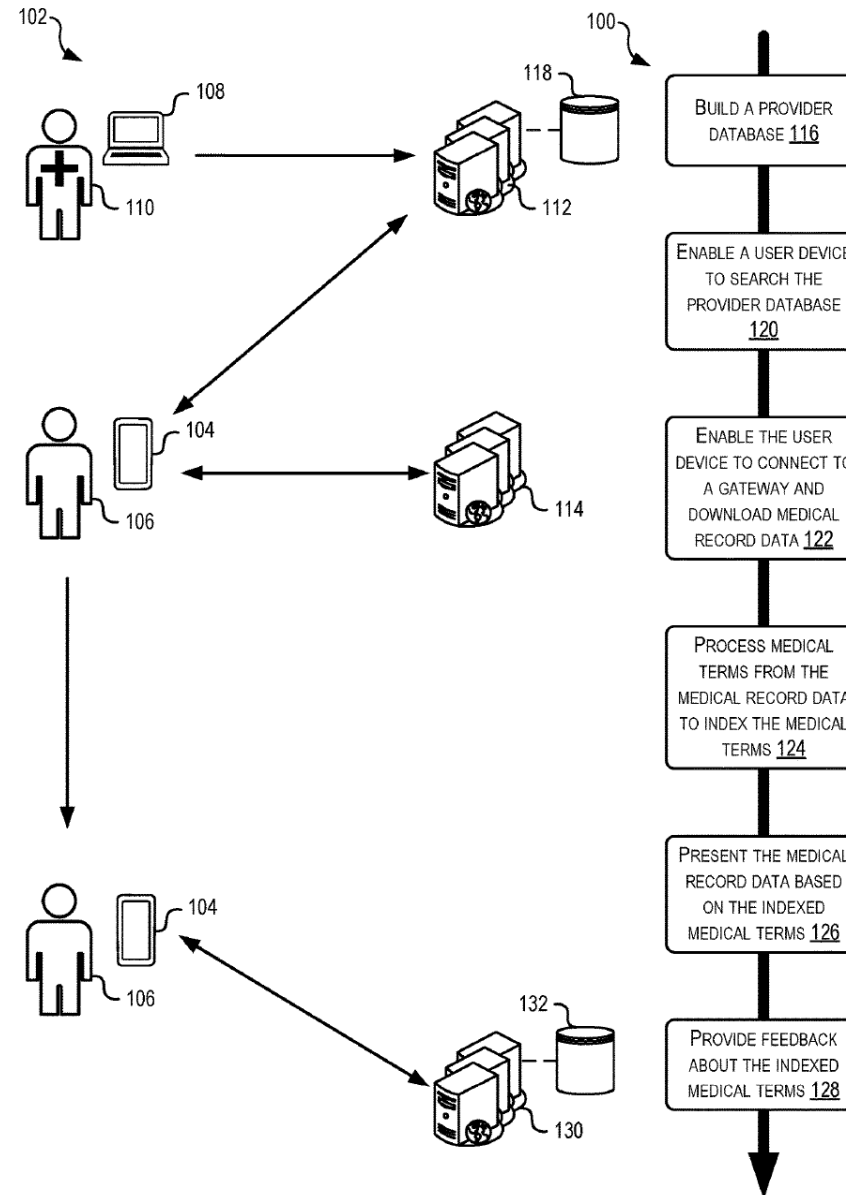 102
100
108
118
BUILD A PROVIDER
DATABASE 116
110
112
ENABLE A USER DEVICE
TO SEARCH THE
PROVIDER DATABASE
120
104
106
114
ENABLE THE USER
DEVICE TO CONNECT TO
A GATEWAY AND
DOWNLOAD MEDICAL
RECORD DATA 122
PROCESS MEDICAL
TERMS FROM THE
MEDICAL RECORD DATA
TO INDEX THE MEDICAL
TERMS 124
104
106
PRESENT THE MEDICAL
RECORD DATA BASED
ON THE INDEXED
MEDICAL TERMS 126
132
130
PROVIDE FEEDBACK
ABOUT THE INDEXED
MEDICAL TERMS 128